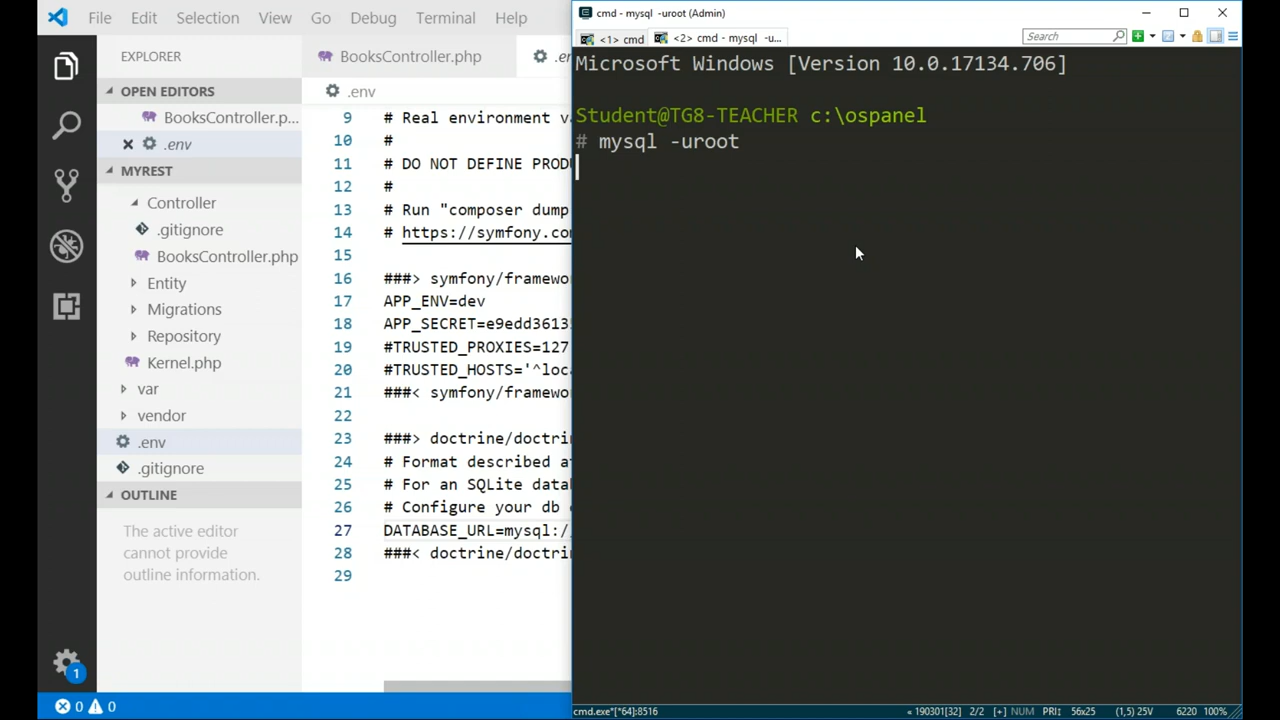 File Edit Selection View Go Debug Terminal Help
EXPLORER
OPEN EDITORS
BooksController.p...
.env
MYREST
Controller
.gitignore
BooksController.php
Entity
Migrations
Repository
Kernel.php
var
vendor
.env
.gitignore
OUTLINE
The active editor
cannot provide
outline information.
1
0 0
BooksController.php
.env
9 # Real environment v
10 #
11 # DO NOT DEFINE PROD
12 #
13 # Run "composer dump
14 # https://symfony.co
15
16 ###> symfony/framewor
17 APP_ENV=dev
18 APP_SECRET=e9edd3613
19 #TRUSTED_PROXIES=127
20 #TRUSTED_HOSTS='^loc
21 ###< symfony/framewor
22
23 ###> doctrine/doctri
24 # Format described a
25 # For an SQLite data
26 # Configure your db
27 DATABASE_URL=mysql:/
28 ###< doctrine/doctri
29
cmd - mysql -uroot (Admin)
<1> cmd <2> cmd - mysql -u...
Search
Microsoft Windows [Version 10.0.17134.706]
Student@TG8-TEACHER c:\ospanel
# mysql -uroot
cmd.exe*[*64]:8516 « 190301[32] 2/2 [+] NUM PRI↕ 56x25 (1,5) 25V 6220 100%